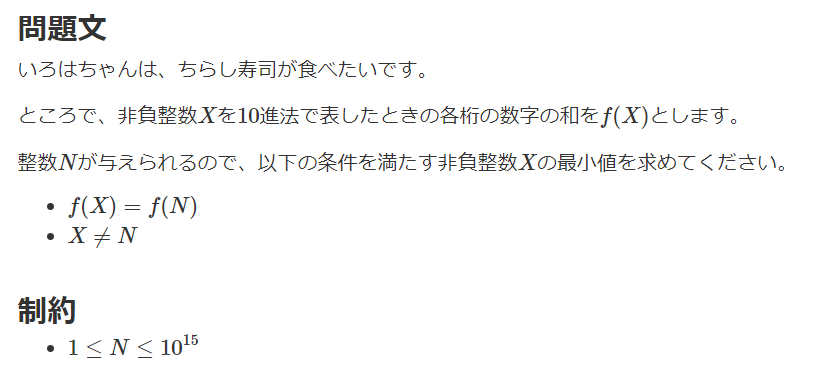 問題文
いろはちゃんは、ちらし寿司が食べたいです。
ところで、非負整数Xを10進法で表したときの各桁の数字の和をf(X)とします。
整数Nが与えられるので、以下の条件を満たす非負整数Xの最小値を求めてください。
• f(X) = f(N)
• X ≠ N
制約
• 1 ≤ N ≤ 10^15